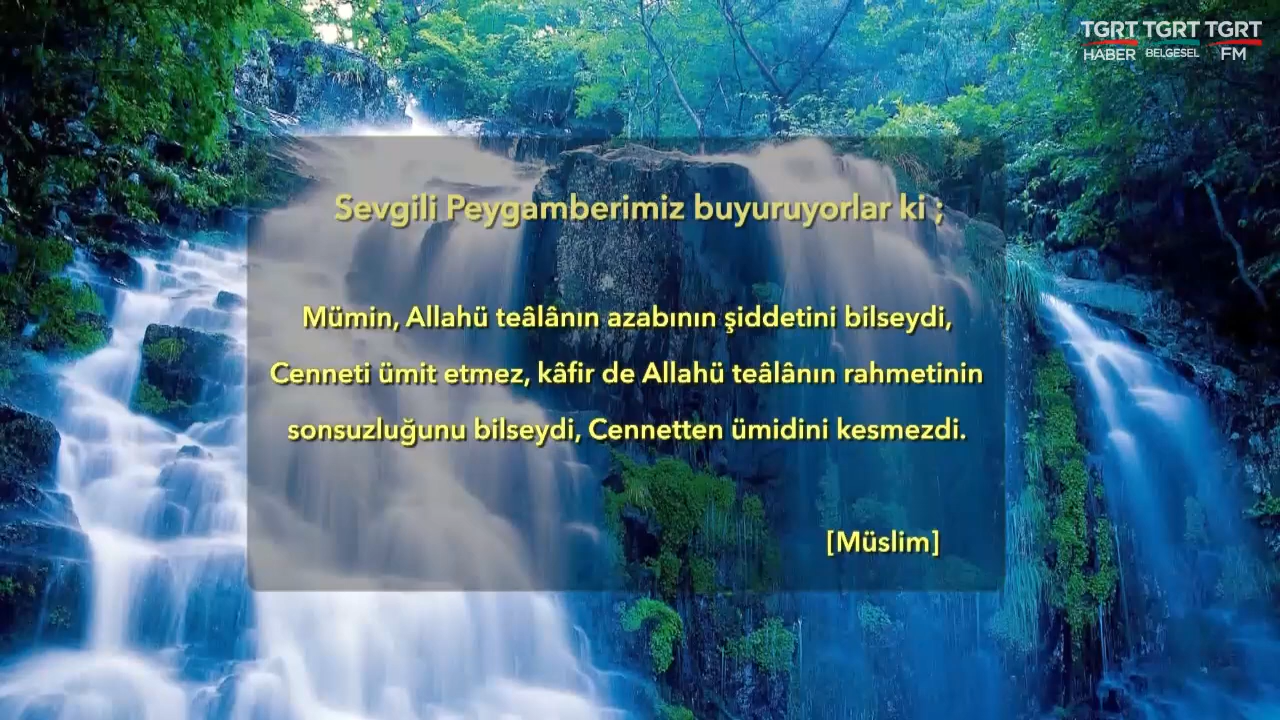 TGRT TGRT TGRT
HABER BELGESEL FM
Sevgili Peygamberimiz buyuruyorlar ki ;
Mümin, Allahü teâlânın azabının şiddetini bilseydi,
Cenneti ümit etmez, kâfir de Allahü teâlânın rahmetinin
sonsuzluğunu bilseydi, Cennetten ümidini kesmezdi.
[Müslim]